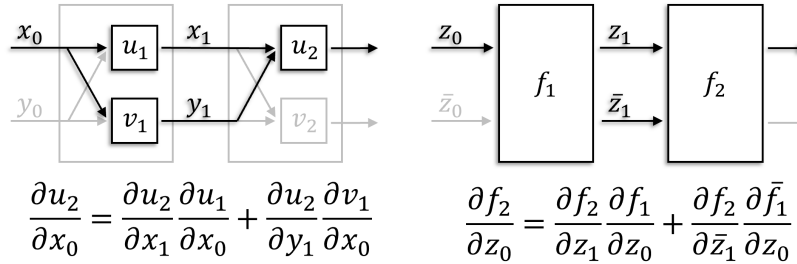 x₀ u₁ x₁ u₂ z₀ z₁
f₁ f₂
y₀ v₁ y₁ v₂ z̄₀ z̄₁
∂u₂/∂x₀ = ∂u₂/∂x₁ ∂u₁/∂x₀ + ∂u₂/∂y₁ ∂v₁/∂x₀
∂f₂/∂z₀ = ∂f₂/∂z₁ ∂f₁/∂z₀ + ∂f₂/∂z̄₁ ∂f̄₁/∂z₀